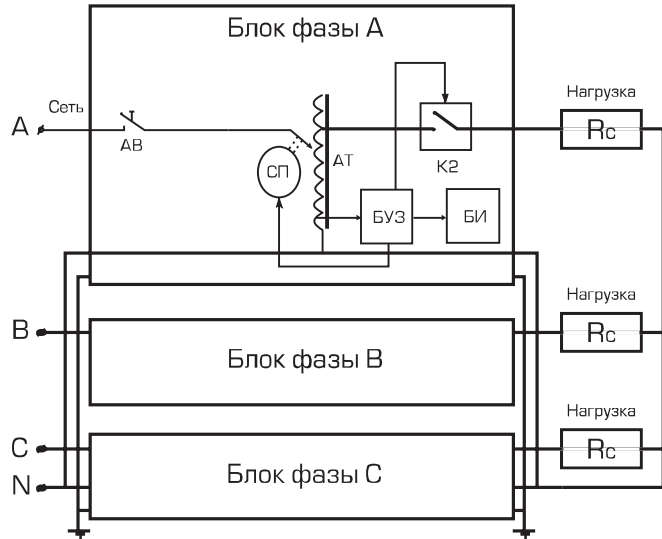 Блок фазы А
Сеть
А
АВ
СП
АТ
К2
БУЗ
БИ
Нагрузка
Rc
Нагрузка
В
Rc
Блок фазы В
Нагрузка
С
Rc
Блок фазы С
N